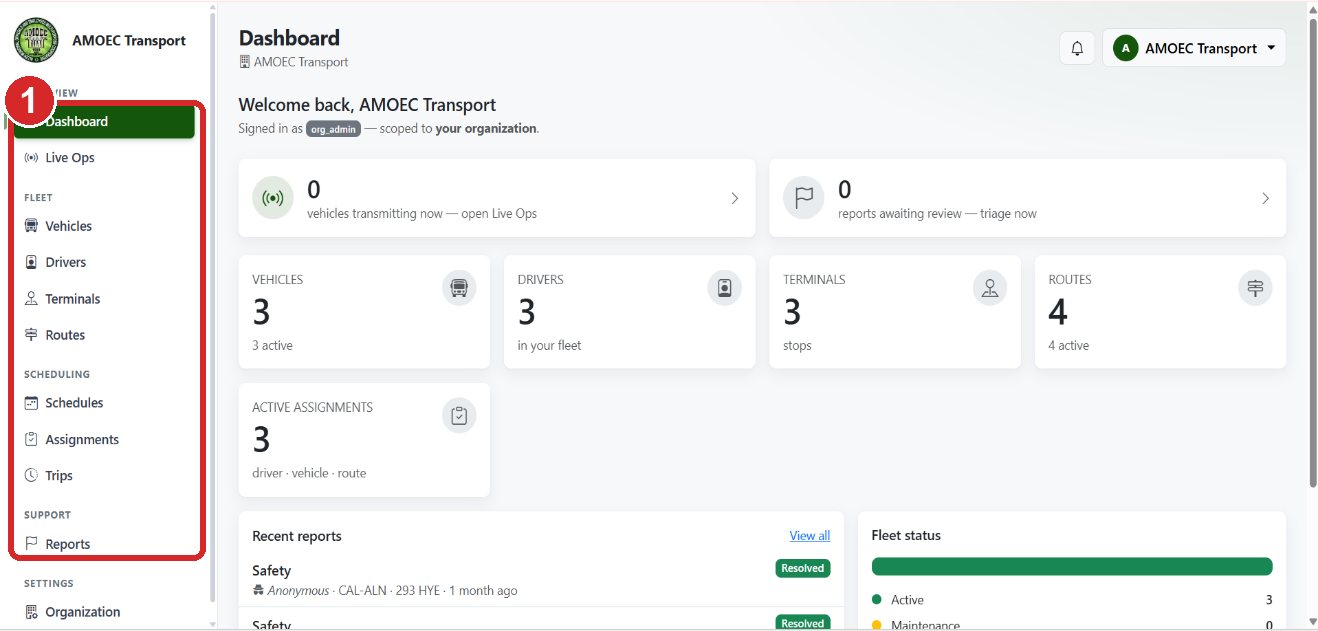 AMOEC Transport
1
VIEW
Dashboard
Live Ops
FLEET
Vehicles
Drivers
Terminals
Routes
SCHEDULING
Schedules
Assignments
Trips
SUPPORT
Reports
SETTINGS
Organization
Dashboard
AMOEC Transport
A AMOEC Transport
Welcome back, AMOEC Transport
Signed in as org_admin — scoped to your organization.
0
vehicles transmitting now — open Live Ops
0
reports awaiting review — triage now
VEHICLES
3
3 active
DRIVERS
3
in your fleet
TERMINALS
3
stops
ROUTES
4
4 active
ACTIVE ASSIGNMENTS
3
driver · vehicle · route
Recent reports View all
Safety Resolved
Anonymous · CAL-ALN · 293 HYE · 1 month ago
Safety Resolved
Fleet status
Active 3
Maintenance 0